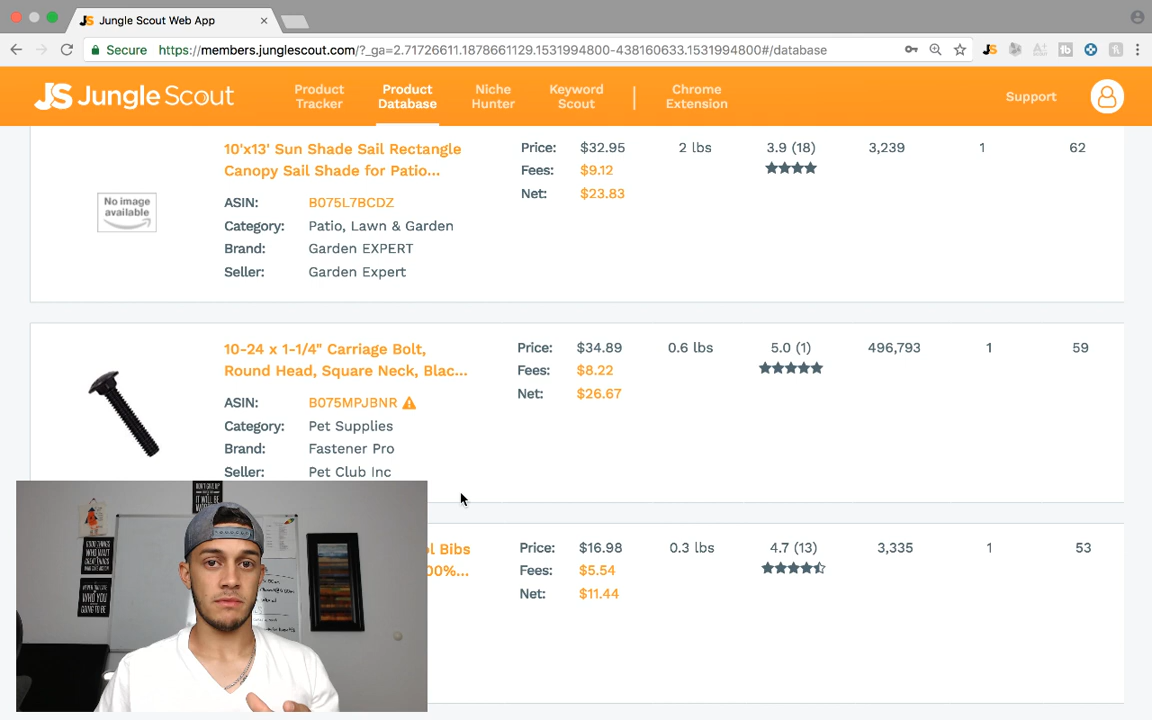 Jungle Scout Web App
Secure
https://members.junglescout.com/?_ga=2.71726611.1878661129.1531994800-438160633.1531994800#/database
JS Jungle Scout
Product Tracker
Product Database
Niche Hunter
Keyword Scout
Chrome Extension
Support
No image available
10'x13' Sun Shade Sail Rectangle
Canopy Sail Shade for Patio...
ASIN: B075L7BCDZ
Category: Patio, Lawn & Garden
Brand: Garden EXPERT
Seller: Garden Expert
Price: $32.95
Fees: $9.12
Net: $23.83
2 lbs
3.9 (18)
3,239
1
62
10-24 x 1-1/4" Carriage Bolt,
Round Head, Square Neck, Blac...
ASIN: B075MPJBNR
Category: Pet Supplies
Brand: Fastener Pro
Seller: Pet Club Inc
Price: $34.89
Fees: $8.22
Net: $26.67
0.6 lbs
5.0 (1)
496,793
1
59
ol Bibs
00%...
Price: $16.98
Fees: $5.54
Net: $11.44
0.3 lbs
4.7 (13)
3,335
1
53